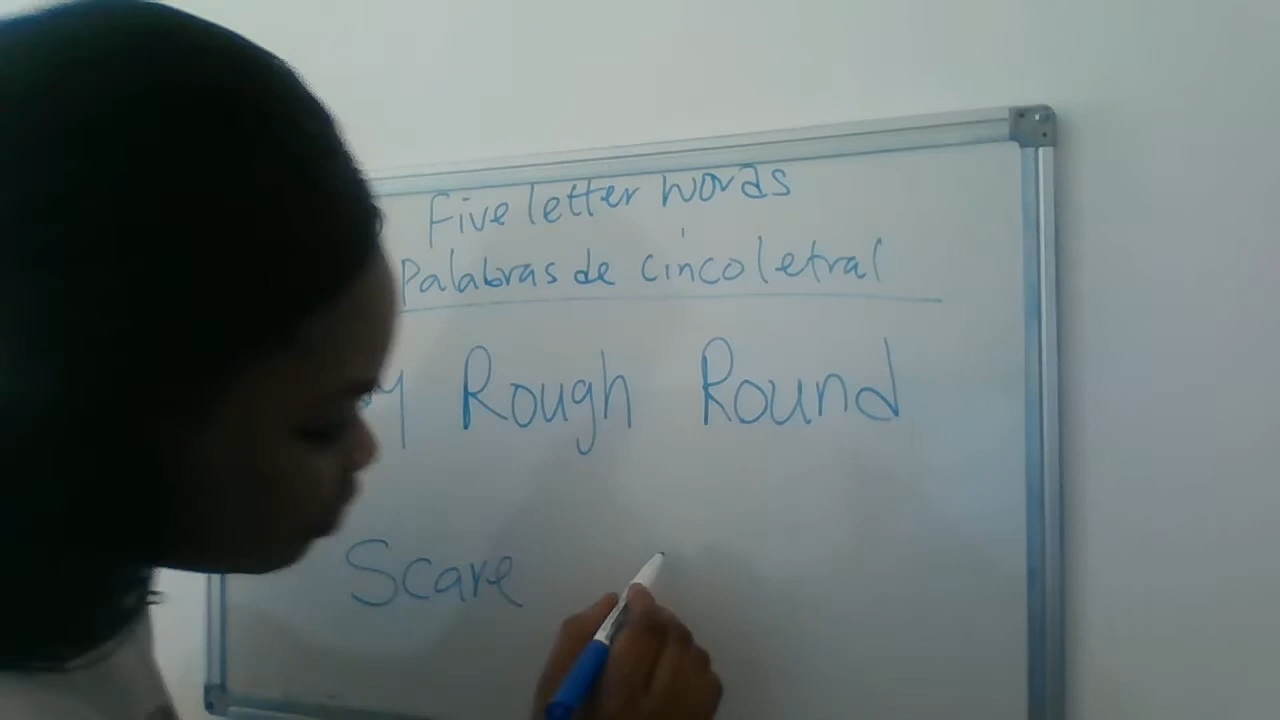 Five letter words
Palabras de cinco letral
Rough Round
Scare